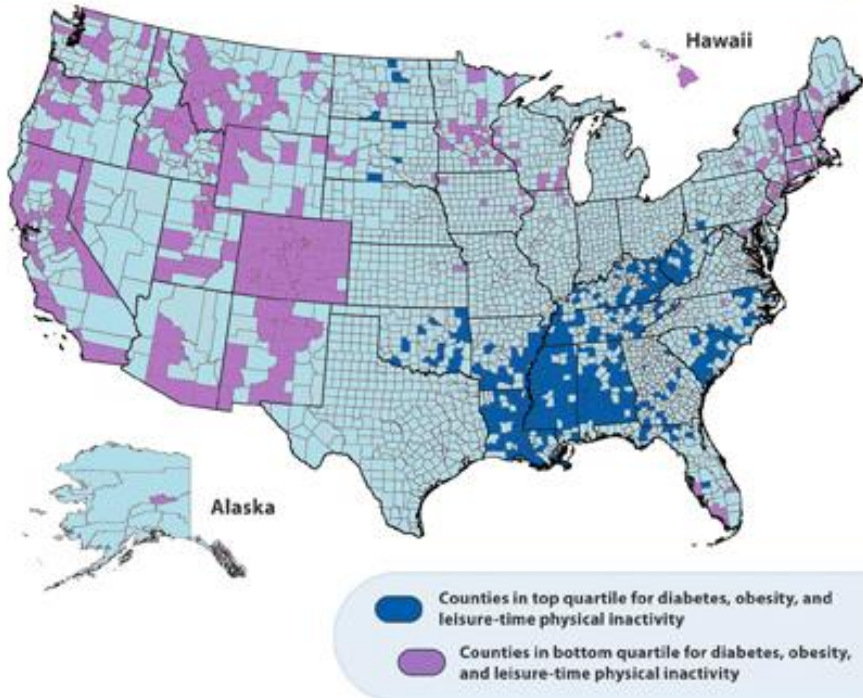 Hawaii
Alaska
Counties in top quartile for diabetes, obesity, and
leisure-time physical inactivity
Counties in bottom quartile for diabetes, obesity,
and leisure-time physical inactivity